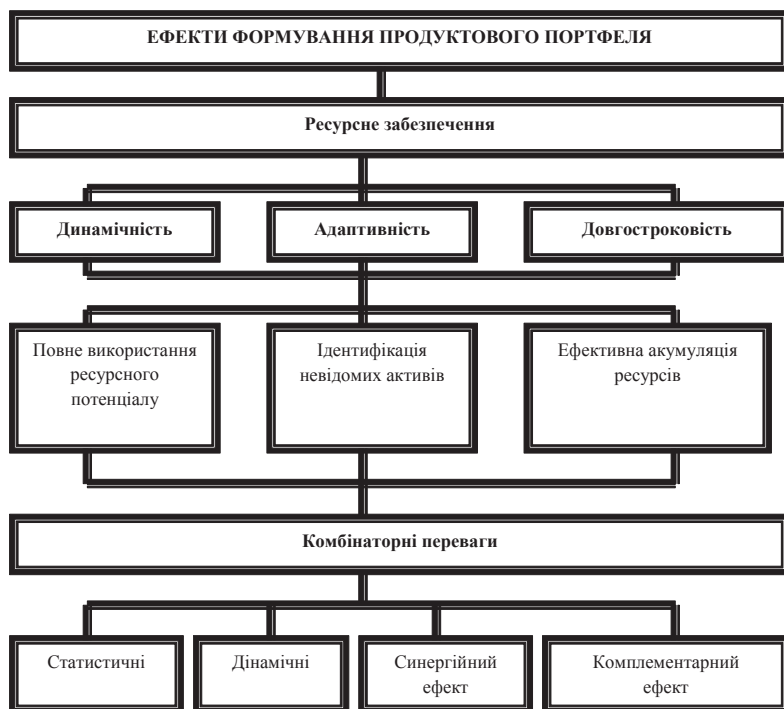 ЕФЕКТИ ФОРМУВАННЯ ПРОДУКТОВОГО ПОРТФЕЛЯ
Ресурсне забезпечення
Динамічність
Адаптивність
Довгостроковість
Повне використання
ресурсного
потенціалу
Ідентифікація
невідомих активів
Ефективна акумуляція
ресурсів
Комбінаторні переваги
Статистичні
Дінамічні
Синергійний
ефект
Комплементарний
ефект